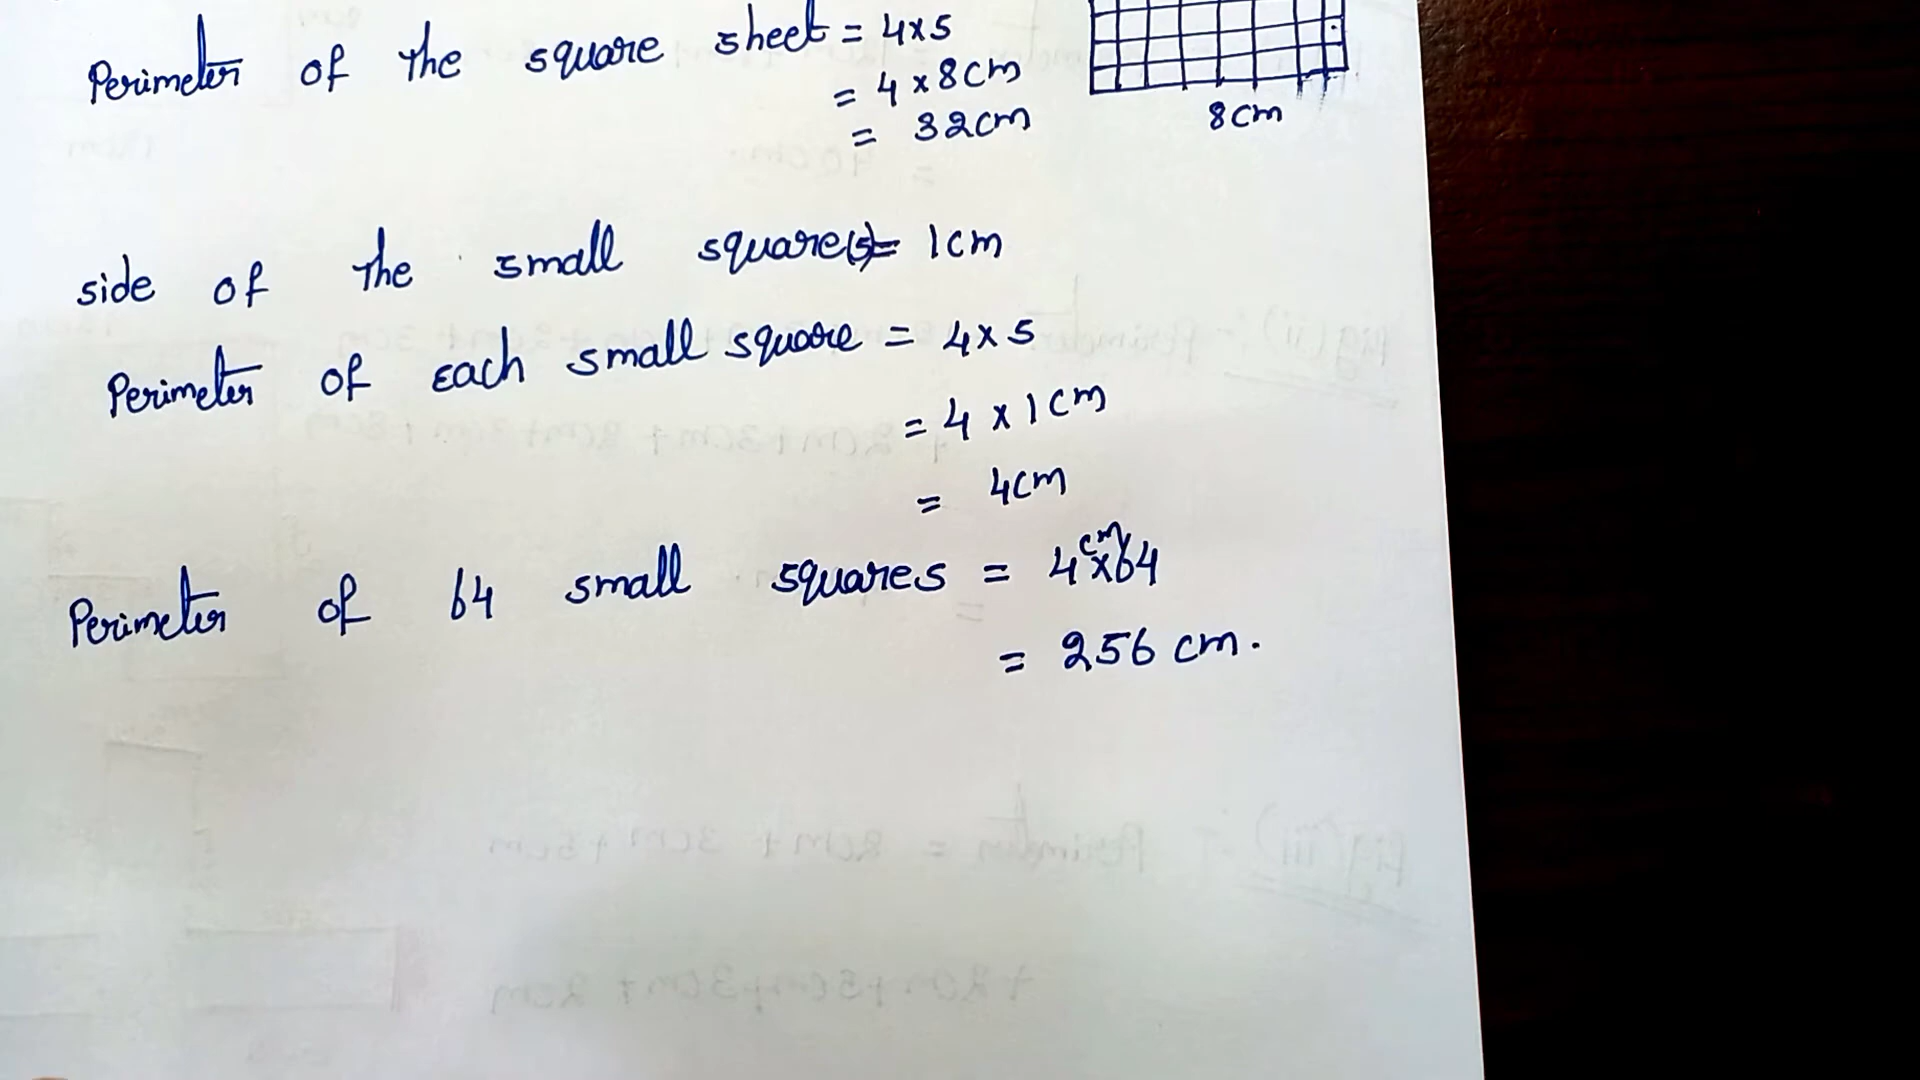 Perimeter of the square sheet = 4×s
= 4 × 8cm
= 32cm
8cm
side of the small square(s)= 1cm
Perimeter of each small square = 4×s
= 4 × 1cm
= 4cm
Perimeter of 64 small squares = 4cm×64
= 256 cm.